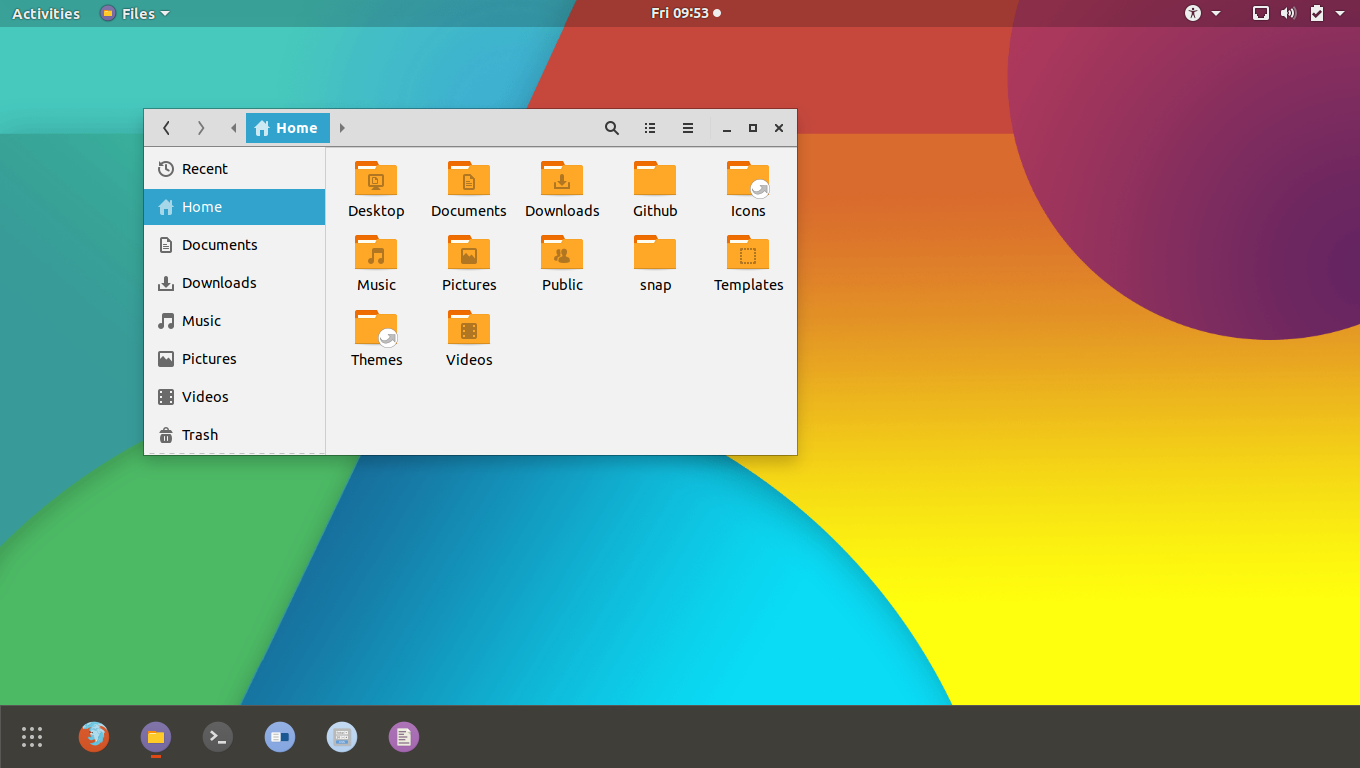 Activities Files Fri 09:53
Home
Recent
Home
Documents
Downloads
Music
Pictures
Videos
Trash
Desktop Documents Downloads Github Icons
Music Pictures Public snap Templates
Themes Videos